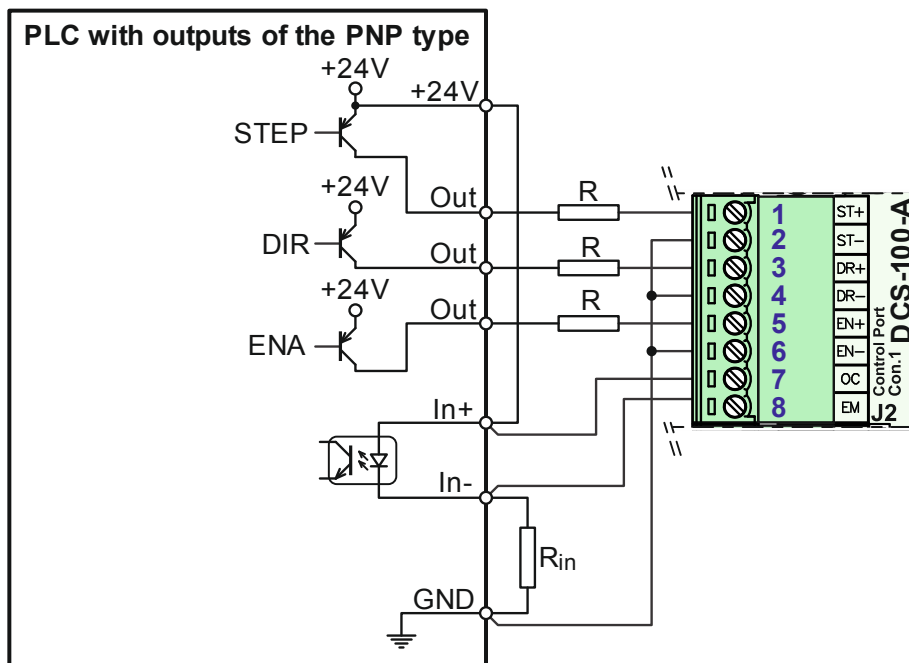 PLC with outputs of the PNP type
+24V
+24V
STEP
+24V
Out
R
DIR
Out
R
+24V
Out
R
ENA
In+
In-
Rin
GND
1 ST+
2 ST−
3 DR+
4 DR−
5 EN+
6 EN−
7 OC
8 EM
Control Port
Con.1
DCS-100-A
J2